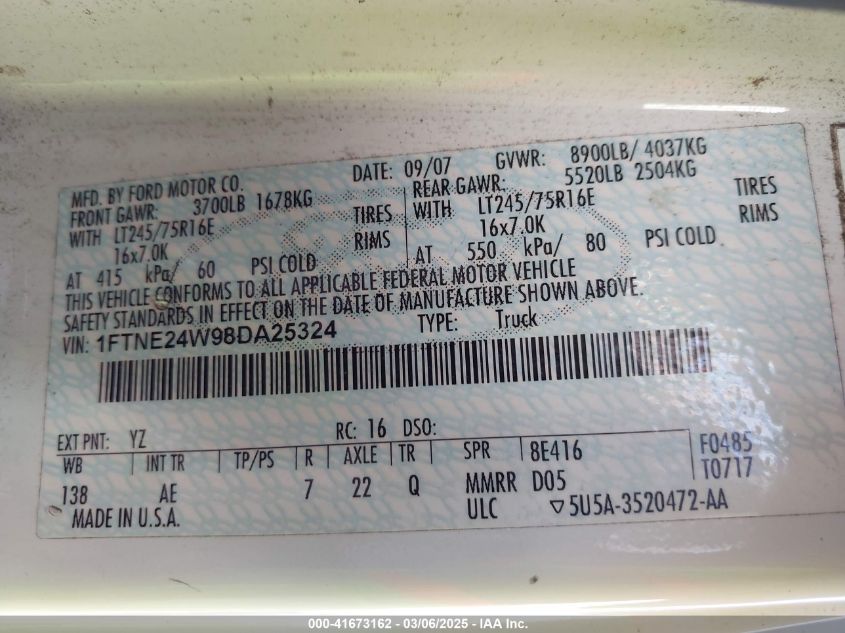 MFD. BY FORD MOTOR CO. DATE: 09/07 GVWR: 8900LB/ 4037KG
FRONT GAWR: 3700LB 1678KG REAR GAWR: 5520LB 2504KG
WITH LT245/75R16E TIRES WITH LT245/75R16E TIRES
16x7.0K RIMS 16x7.0K RIMS
AT 415 kPa/ 60 PSI COLD AT 550 kPa/ 80 PSI COLD
THIS VEHICLE CONFORMS TO ALL APPLICABLE FEDERAL MOTOR VEHICLE
SAFETY STANDARDS IN EFFECT ON THE DATE OF MANUFACTURE SHOWN ABOVE.
VIN: 1FTNE24W98DA25324 TYPE: Truck
EXT PNT: YZ RC: 16 DSO:
WB INT TR TP/PS R AXLE TR SPR 8E416 F0485
138 AE 7 22 Q MMRR D05 T0717
MADE IN U.S.A. ULC ▽5U5A-3520472-AA
000-41673162 - 03/06/2025 - IAA Inc.